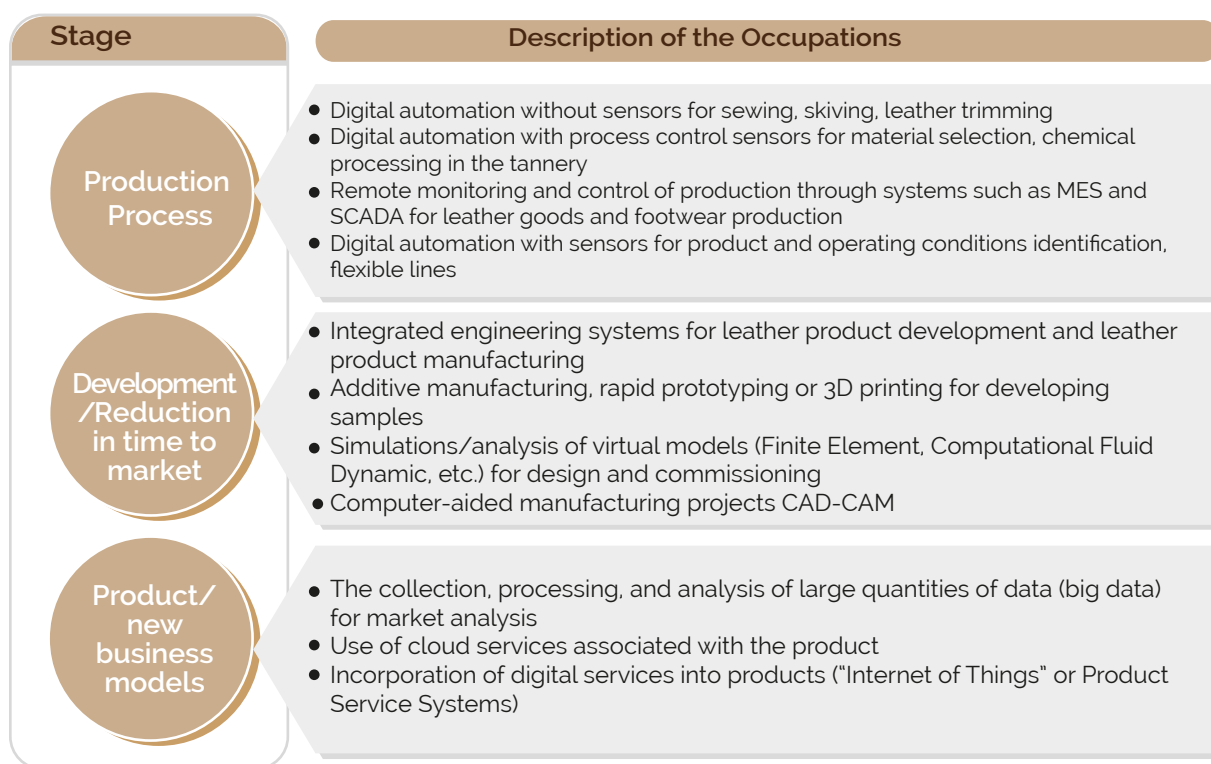 Stage
Description of the Occupations
Production
Process
• Digital automation without sensors for sewing, skiving, leather trimming
• Digital automation with process control sensors for material selection, chemical
processing in the tannery
• Remote monitoring and control of production through systems such as MES and
SCADA for leather goods and footwear production
• Digital automation with sensors for product and operating conditions identification,
flexible lines
Development
/Reduction
in time to
market
• Integrated engineering systems for leather product development and leather
product manufacturing
• Additive manufacturing, rapid prototyping or 3D printing for developing
samples
• Simulations/analysis of virtual models (Finite Element, Computational Fluid
Dynamic, etc.) for design and commissioning
• Computer-aided manufacturing projects CAD-CAM
Product/
new
business
models
• The collection, processing, and analysis of large quantities of data (big data)
for market analysis
• Use of cloud services associated with the product
• Incorporation of digital services into products (“Internet of Things” or Product
Service Systems)